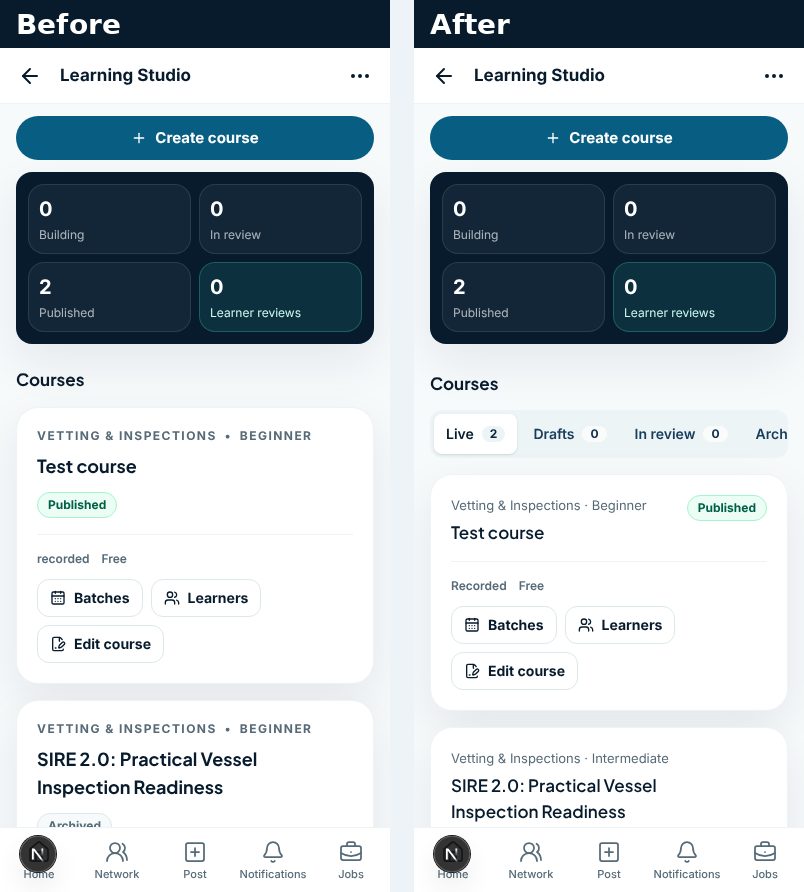 Before
Learning Studio
Create course
0
Building
0
In review
2
Published
0
Learner reviews
Courses
VETTING & INSPECTIONS • BEGINNER
Test course
Published
recorded Free
Batches
Learners
Edit course
VETTING & INSPECTIONS • BEGINNER
SIRE 2.0: Practical Vessel
Inspection Readiness
Archived
N
Home
Network
Post
Notifications
Jobs
After
Learning Studio
Create course
0
Building
0
In review
2
Published
0
Learner reviews
Courses
Live 2 Drafts 0 In review 0 Arch
Vetting & Inspections · Beginner
Published
Test course
Recorded Free
Batches
Learners
Edit course
Vetting & Inspections · Intermediate
SIRE 2.0: Practical Vessel
Inspection Readiness
N
Home
Network
Post
Notifications
Jobs